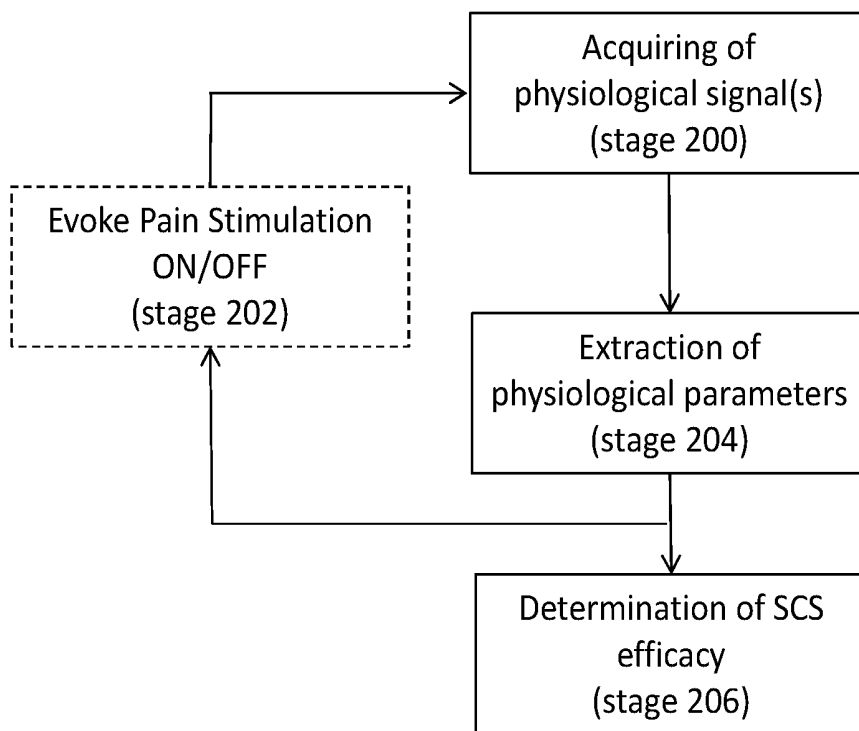 Acquiring of
physiological signal(s)
(stage 200)
Evoke Pain Stimulation
ON/OFF
(stage 202)
Extraction of
physiological parameters
(stage 204)
Determination of SCS
efficacy
(stage 206)